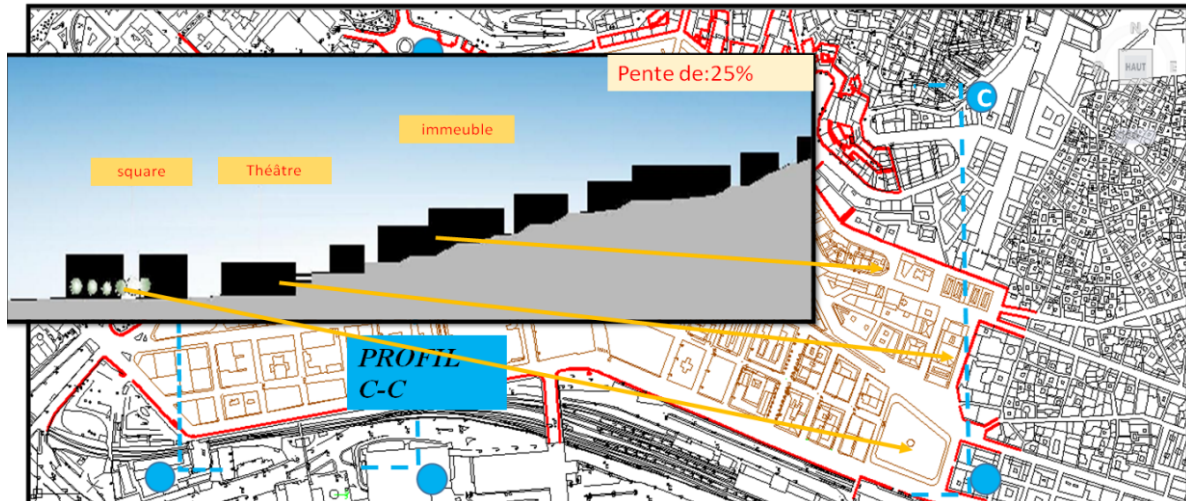 Pente de:25%
N
HAUT
E
C
immeuble
square
Théâtre
PROFIL
C-C